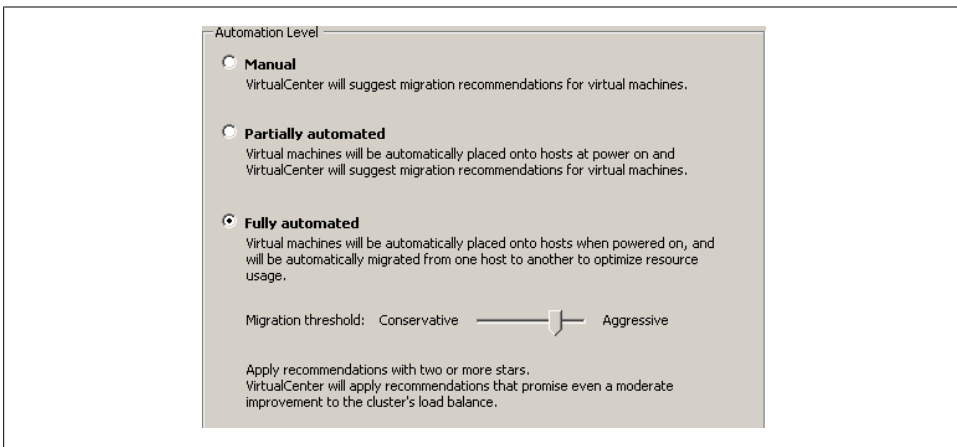 Automation Level
Manual
VirtualCenter will suggest migration recommendations for virtual machines.
Partially automated
Virtual machines will be automatically placed onto hosts at power on and
VirtualCenter will suggest migration recommendations for virtual machines.
Fully automated
Virtual machines will be automatically placed onto hosts when powered on, and
will be automatically migrated from one host to another to optimize resource
usage.
Migration threshold: Conservative Aggressive
Apply recommendations with two or more stars.
VirtualCenter will apply recommendations that promise even a moderate
improvement to the cluster's load balance.